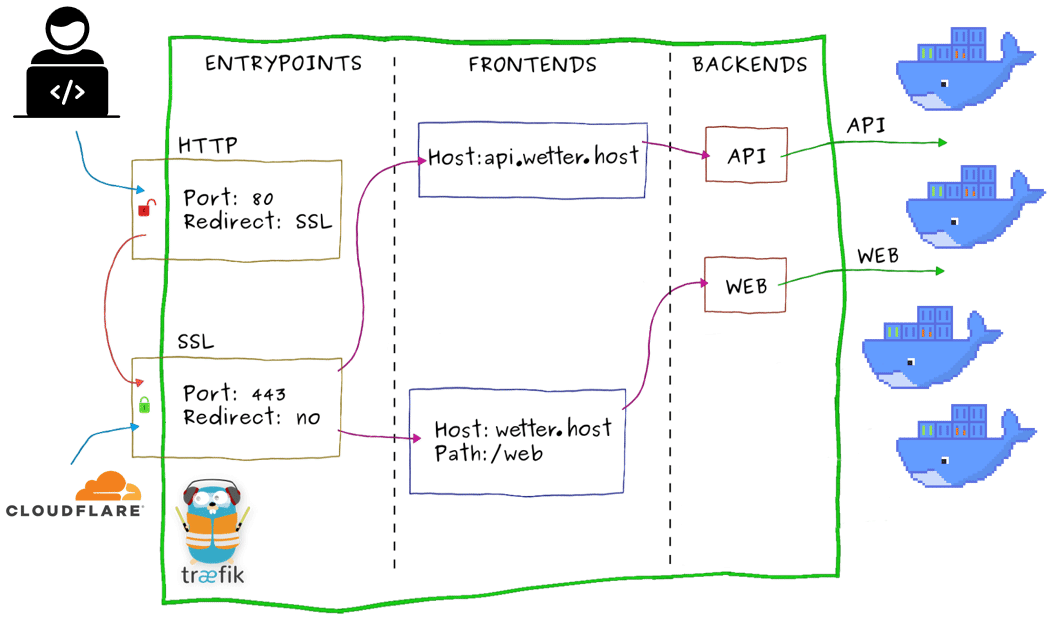 </>
ENTRYPOINTS
FRONTENDS
BACKENDS
HTTP
Port: 80
Redirect: SSL
SSL
Port: 443
Redirect: no
Host:api.wetter.host
Host: wetter.host
Path:/web
API
WEB
API
WEB
CLOUDFLARE
træfik